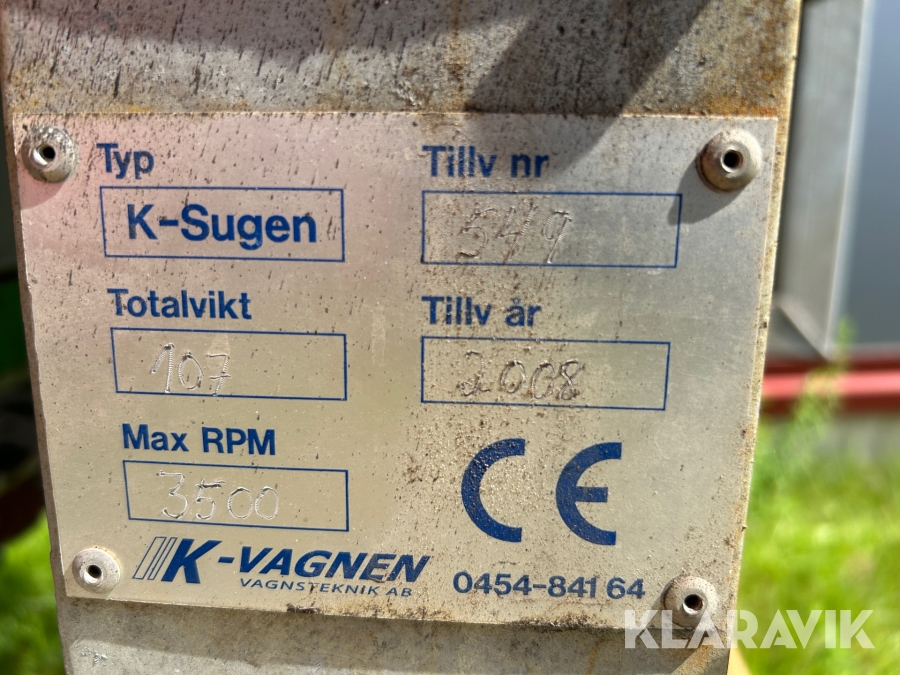 Typ
K-Sugen
Tillv nr
549
Totalvikt
107
Tillv år
2008
Max RPM
3500
CE
K-VAGNEN
VAGNSTEKNIK AB
0454-841 64
KLARAVIK